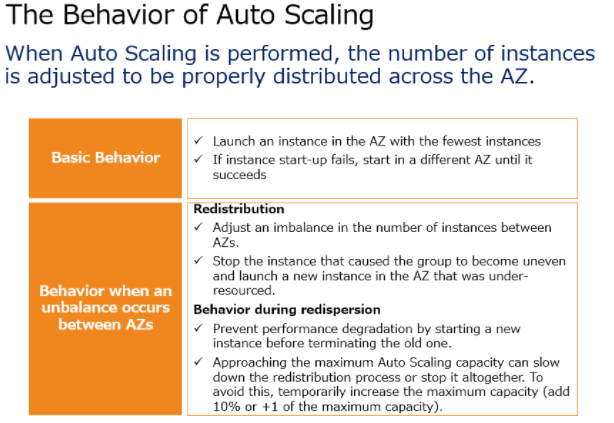 The Behavior of Auto Scaling
When Auto Scaling is performed, the number of instances
is adjusted to be properly distributed across the AZ.
Basic Behavior
✓ Launch an instance in the AZ with the fewest instances
✓ If instance start-up fails, start in a different AZ until it
succeeds
Behavior when an
unbalance occurs
between AZs
Redistribution
✓ Adjust an imbalance in the number of instances between
AZs.
✓ Stop the instance that caused the group to become uneven
and launch a new instance in the AZ that was under-
resourced.
Behavior during redispersion
✓ Prevent performance degradation by starting a new
instance before terminating the old one.
✓ Approaching the maximum Auto Scaling capacity can slow
down the redistribution process or stop it altogether. To
avoid this, temporarily increase the maximum capacity (add
10% or +1 of the maximum capacity).